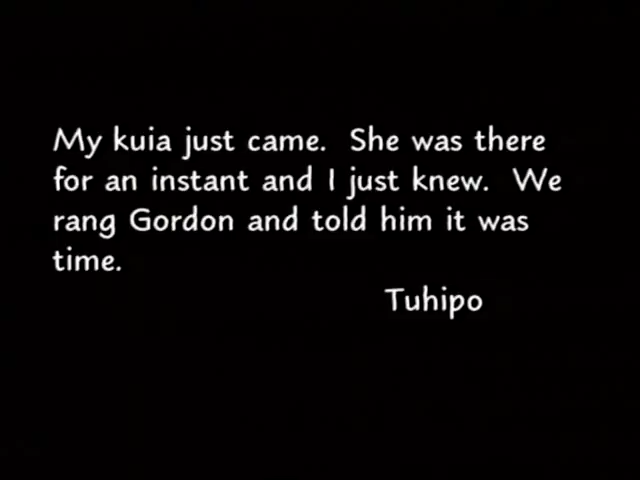 My kuia just came. She was there
for an instant and I just knew. We
rang Gordon and told him it was
time.
Tuhipo